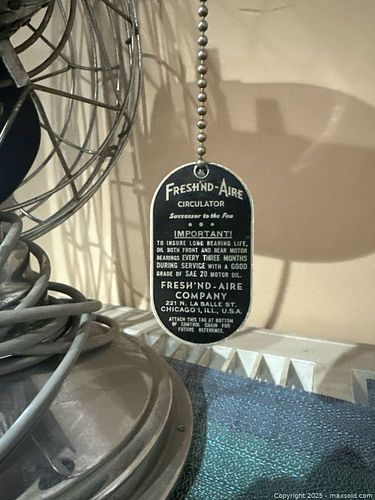 FRESH'ND-AIRE
CIRCULATOR
Successor to the Fan
IMPORTANT!
TO INSURE LONG BEARING LIFE,
OIL BOTH FRONT AND REAR MOTOR
BEARINGS EVERY THREE MONTHS
DURING SERVICE WITH A GOOD
GRADE OF SAE 20 MOTOR OIL.
FRESH'ND-AIRE
COMPANY
221 N. LA SALLE ST.
CHICAGO 1, ILL., U.S.A.
ATTACH THIS TAG AT BOTTOM
OF CONTROL CHAIN FOR
FUTURE REFERENCE.
Copyright 2025 - maxsold.com